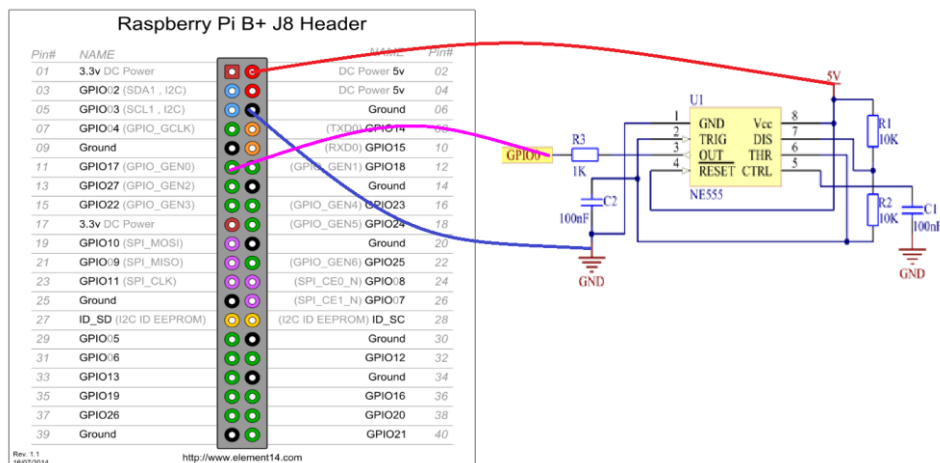 Raspberry Pi B+ J8 Header
Pin# NAME NAME Pin#
01 3.3v DC Power DC Power 5v 02
03 GPIO02 (SDA1 , I2C) DC Power 5v 04
05 GPIO03 (SCL1 , I2C) Ground 06
07 GPIO04 (GPIO_GCLK) (TXD0) GPIO14 08
09 Ground (RXD0) GPIO15 10
11 GPIO17 (GPIO_GEN0) (GPIO_GEN1) GPIO18 12
13 GPIO27 (GPIO_GEN2) Ground 14
15 GPIO22 (GPIO_GEN3) (GPIO_GEN4) GPIO23 16
17 3.3v DC Power (GPIO_GEN5) GPIO24 18
19 GPIO10 (SPI_MOSI) Ground 20
21 GPIO09 (SPI_MISO) (GPIO_GEN6) GPIO25 22
23 GPIO11 (SPI_CLK) (SPI_CE0_N) GPIO08 24
25 Ground (SPI_CE1_N) GPIO07 26
27 ID_SD (I2C ID EEPROM) (I2C ID EEPROM) ID_SC 28
29 GPIO05 Ground 30
31 GPIO06 GPIO12 32
33 GPIO13 Ground 34
35 GPIO19 GPIO16 36
37 GPIO26 GPIO20 38
39 Ground GPIO21 40
Rev. 1.1
16/07/2014
http://www.element14.com
5V
U1
1 GND Vcc 8
2 TRIG DIS 7
3 OUT THR 6
4 RESET CTRL 5
NE555
GPIO0
R3
1K
C2
100nF
GND
R1
10K
R2
10K
C1
100nF
GND